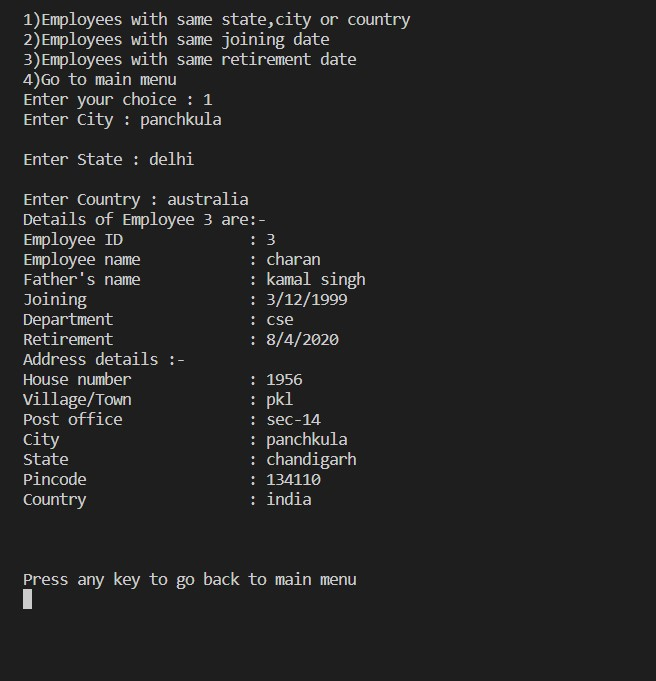 1)Employees with same state,city or country
2)Employees with same joining date
3)Employees with same retirement date
4)Go to main menu
Enter your choice : 1
Enter City : panchkula
Enter State : delhi
Enter Country : australia
Details of Employee 3 are:-
Employee ID : 3
Employee name : charan
Father's name : kamal singh
Joining : 3/12/1999
Department : cse
Retirement : 8/4/2020
Address details :-
House number : 1956
Village/Town : pkl
Post office : sec-14
City : panchkula
State : chandigarh
Pincode : 134110
Country : india
Press any key to go back to main menu